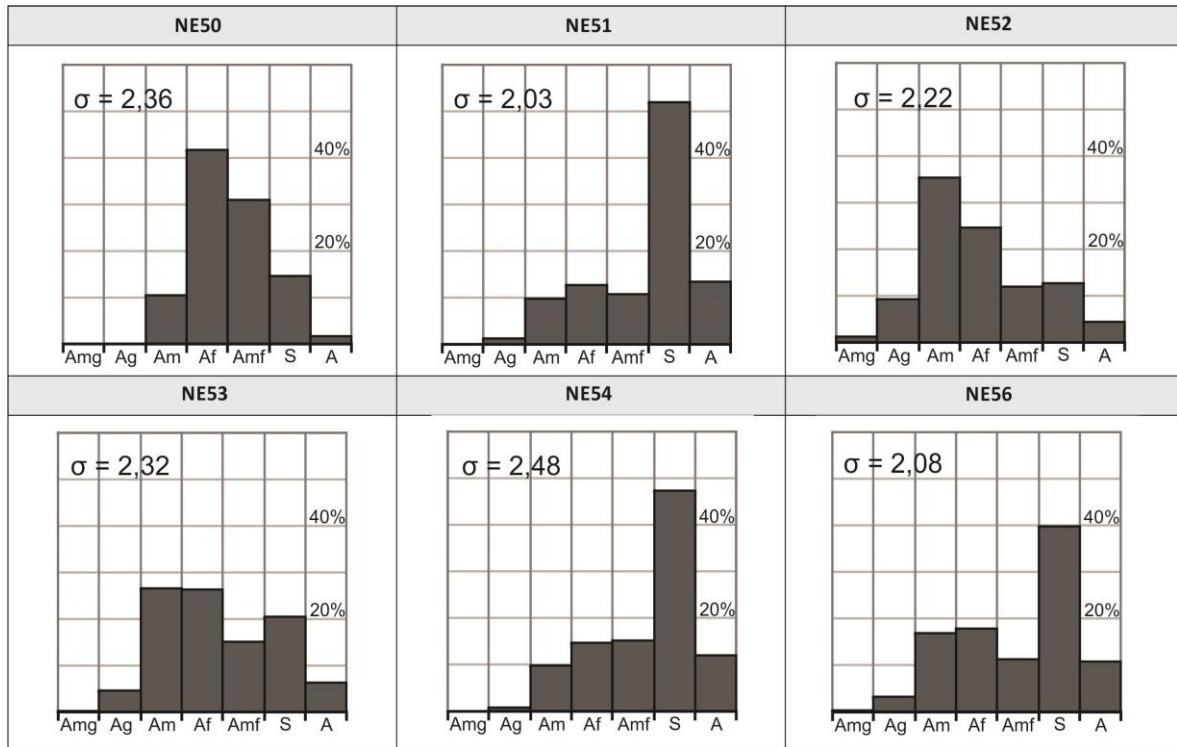 NE50
NE51
NE52
σ = 2,36
40%
20%
Amg Ag Am Af Amf S A
σ = 2,03
40%
20%
Amg Ag Am Af Amf S A
σ = 2,22
40%
20%
Amg Ag Am Af Amf S A
NE53
NE54
NE56
σ = 2,32
40%
20%
Amg Ag Am Af Amf S A
σ = 2,48
40%
20%
Amg Ag Am Af Amf S A
σ = 2,08
40%
20%
Amg Ag Am Af Amf S A